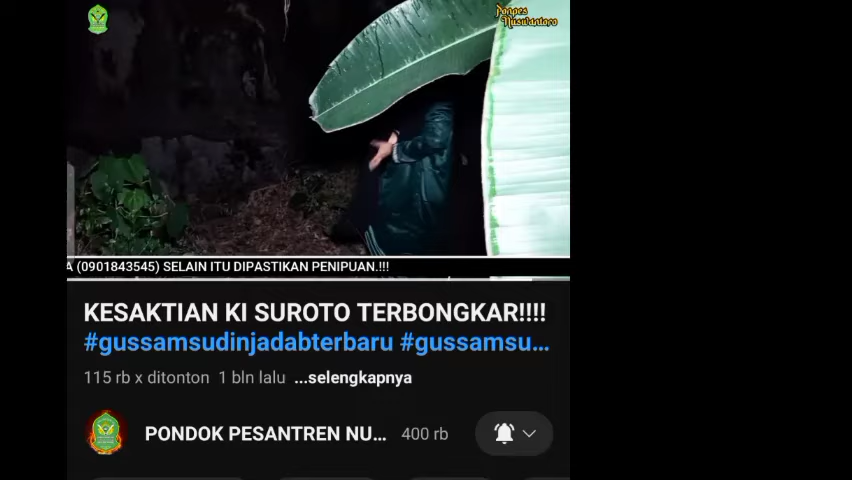 Ponpes
Nuswantoro
A (0901843545) SELAIN ITU DIPASTIKAN PENIPUAN.!!!
KESAKTIAN KI SUROTO TERBONGKAR!!!!
#gussamsudinjadabterbaru #gussamsu...
115 rb x ditonton 1 bln lalu ...selengkapnya
PONDOK PESANTREN NU... 400 rb